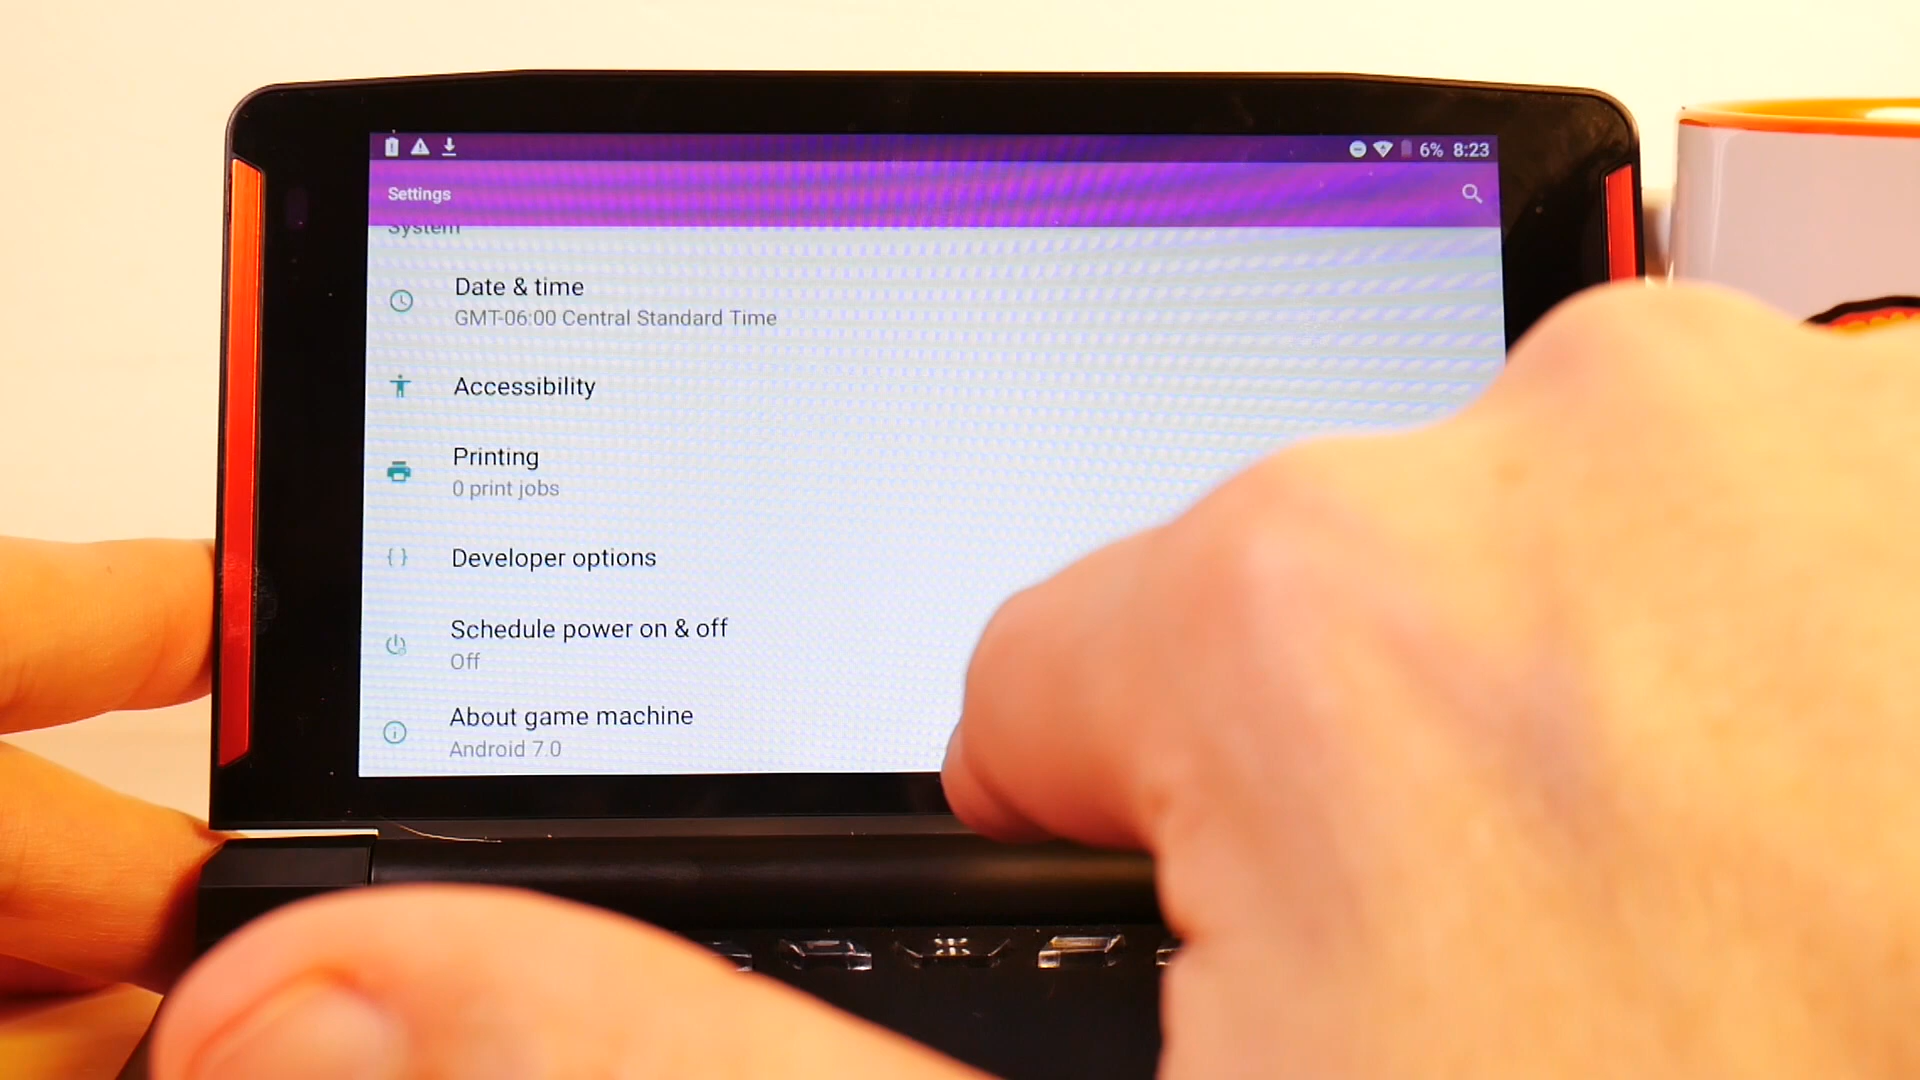 6% 8:23
Settings
System
Date & time
GMT-06:00 Central Standard Time
Accessibility
Printing
0 print jobs
Developer options
Schedule power on & off
Off
About game machine
Android 7.0